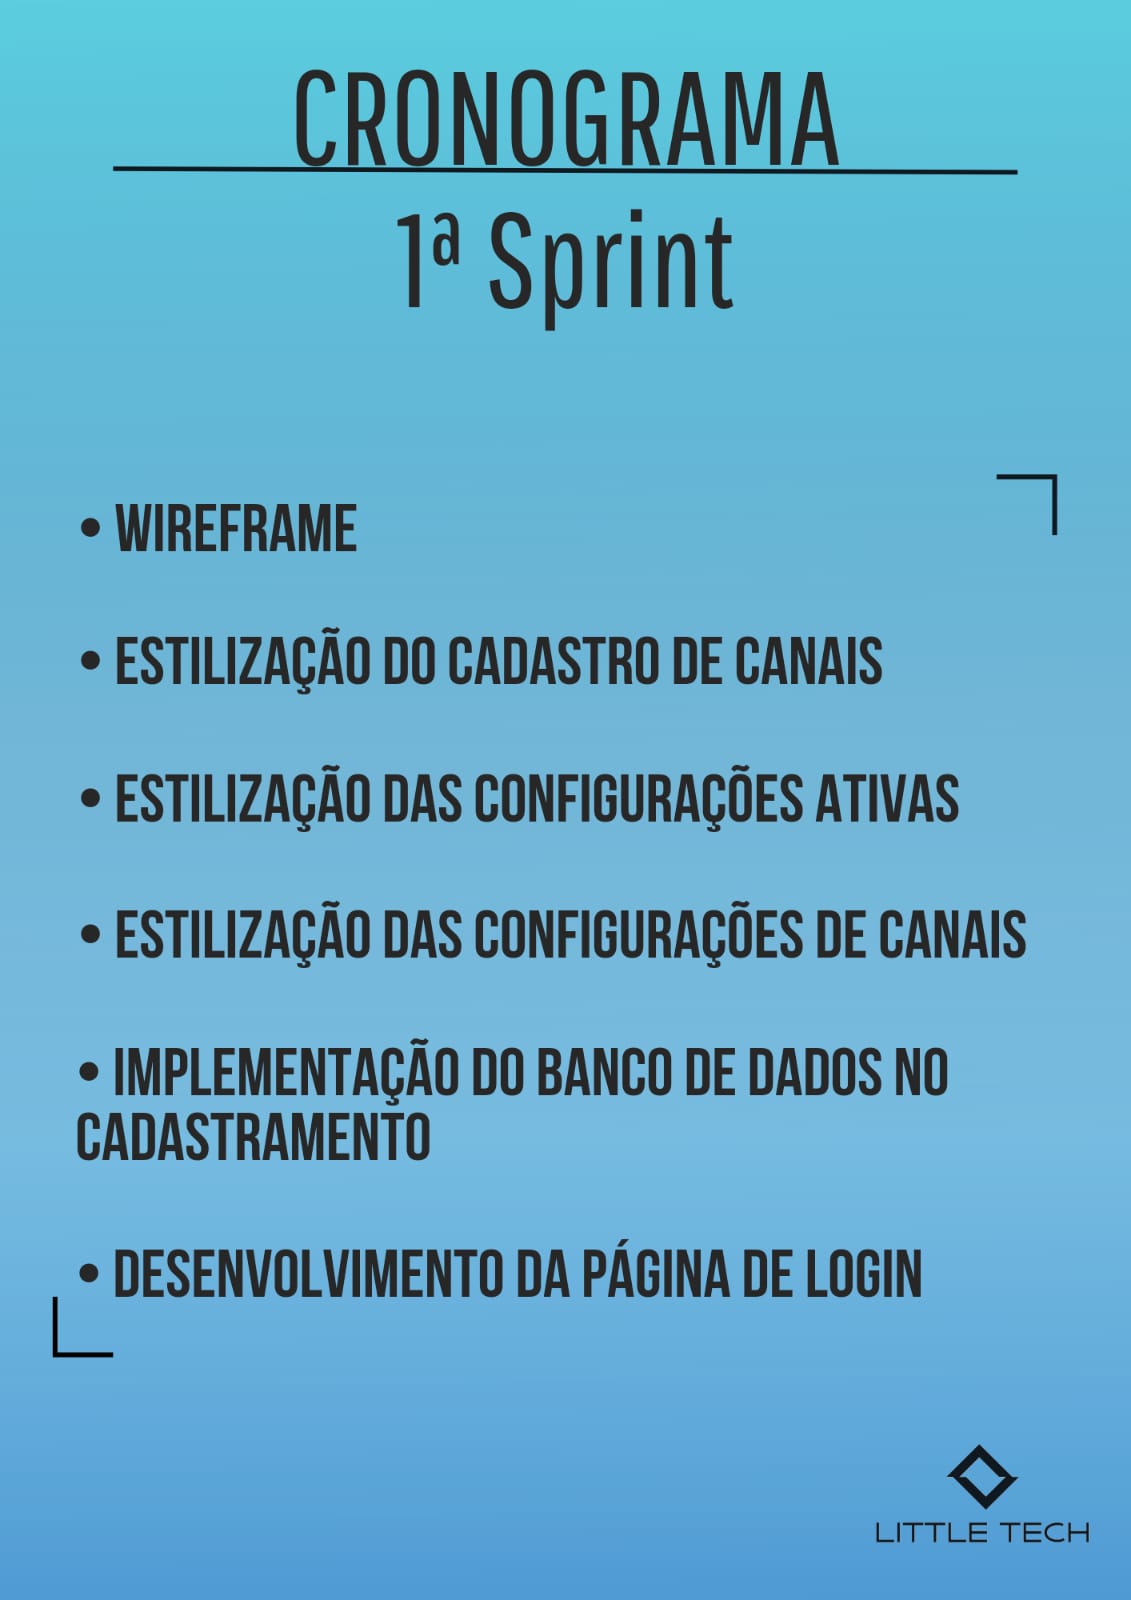 CRONOGRAMA
1ª Sprint
• WIREFRAME
• ESTILIZAÇÃO DO CADASTRO DE CANAIS
• ESTILIZAÇÃO DAS CONFIGURAÇÕES ATIVAS
• ESTILIZAÇÃO DAS CONFIGURAÇÕES DE CANAIS
• IMPLEMENTAÇÃO DO BANCO DE DADOS NO
CADASTRAMENTO
• DESENVOLVIMENTO DA PÁGINA DE LOGIN
LITTLE TECH